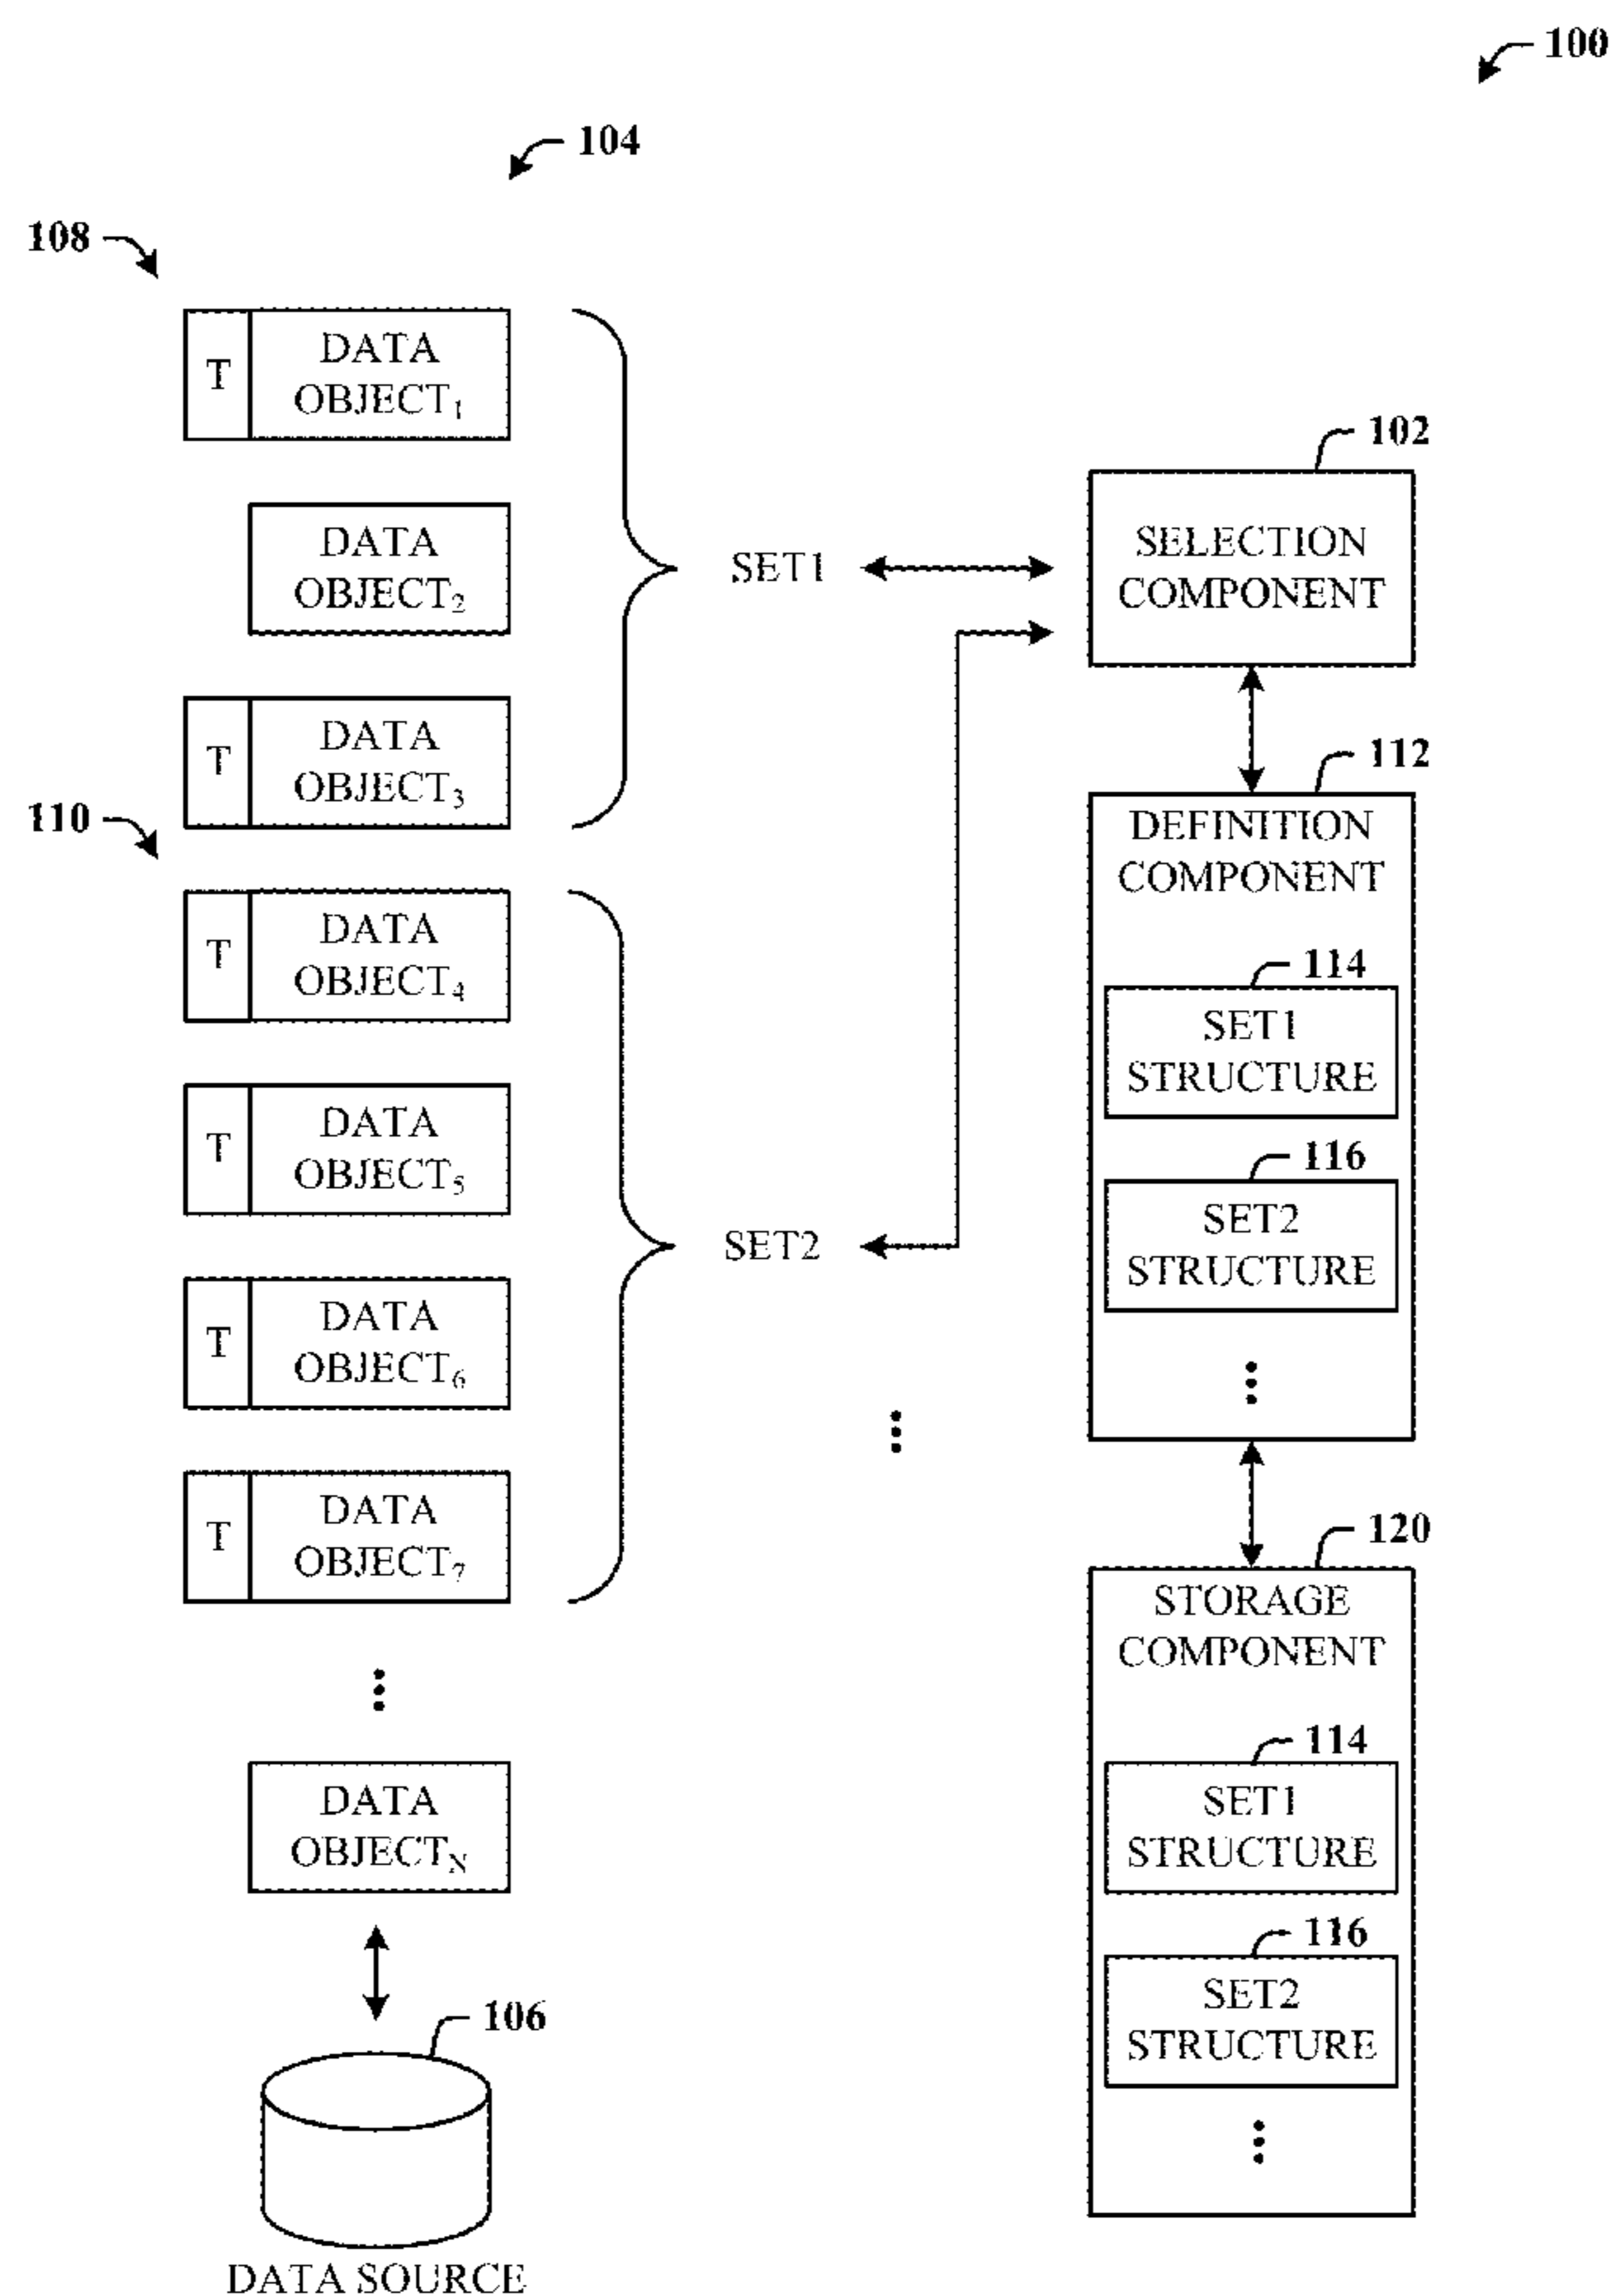 100
104
108
T
DATA
OBJECT₁
DATA
OBJECT₂
T
DATA
OBJECT₃
SET1
110
T
DATA
OBJECT₄
T
DATA
OBJECT₅
T
DATA
OBJECT₆
T
DATA
OBJECT₇
SET2
DATA
OBJECT_N
106
DATA SOURCE
102
SELECTION
COMPONENT
112
DEFINITION
COMPONENT
114
SET1
STRUCTURE
116
SET2
STRUCTURE
120
STORAGE
COMPONENT
114
SET1
STRUCTURE
116
SET2
STRUCTURE